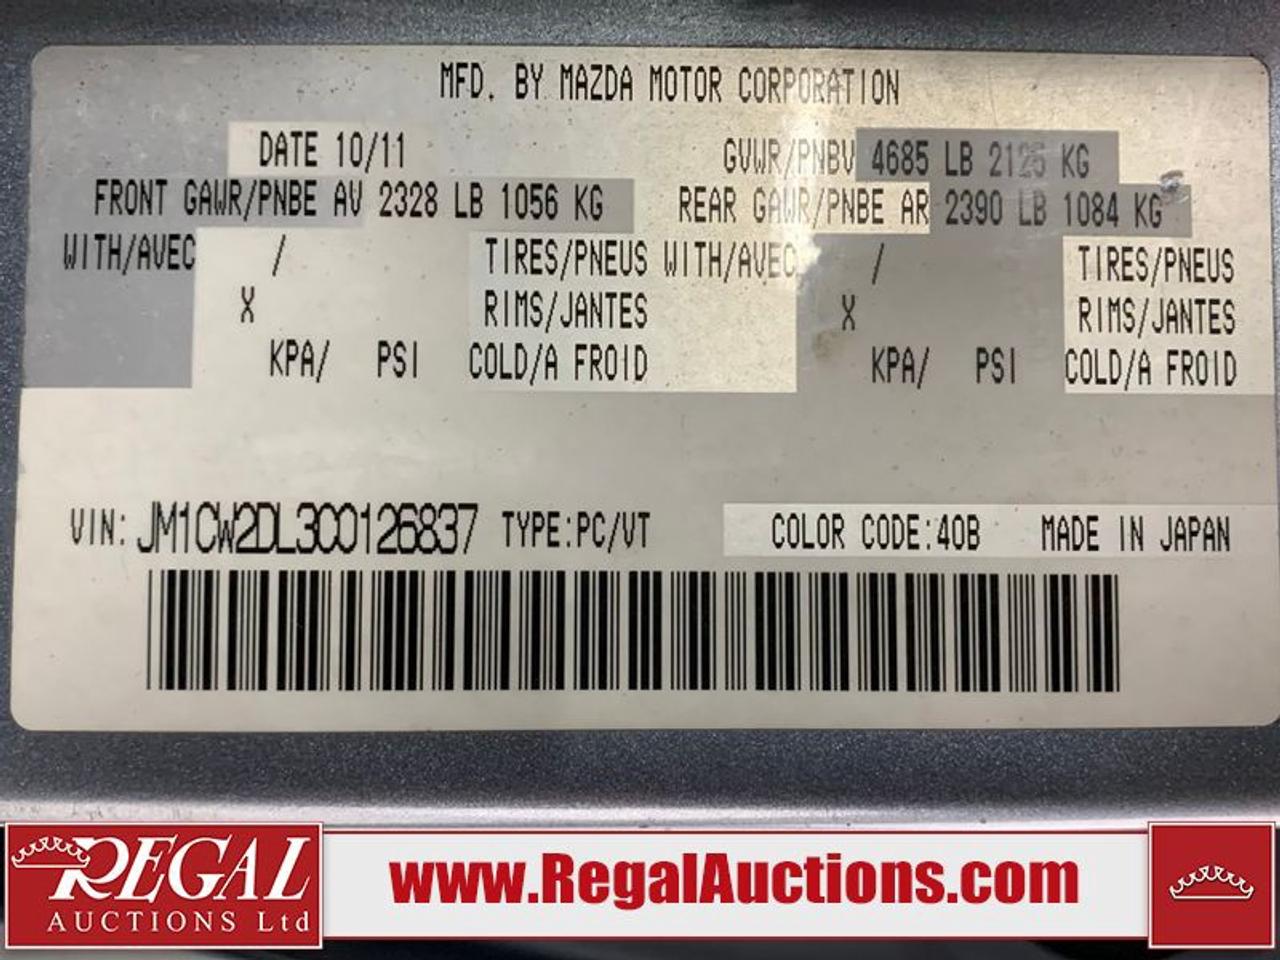 MFD. BY MAZDA MOTOR CORPORATION
DATE 10/11 GVWR/PNBV 4685 LB 2125 KG
FRONT GAWR/PNBE AV 2328 LB 1056 KG REAR GAWR/PNBE AR 2390 LB 1084 KG
WITH/AVEC / TIRES/PNEUS WITH/AVEC / TIRES/PNEUS
X RIMS/JANTES X RIMS/JANTES
KPA/ PSI COLD/A FROID KPA/ PSI COLD/A FROID
VIN: JM1CW2DL3C0126837 TYPE:PC/VT COLOR CODE:40B MADE IN JAPAN
REGAL
AUCTIONS Ltd
www.RegalAuctions.com